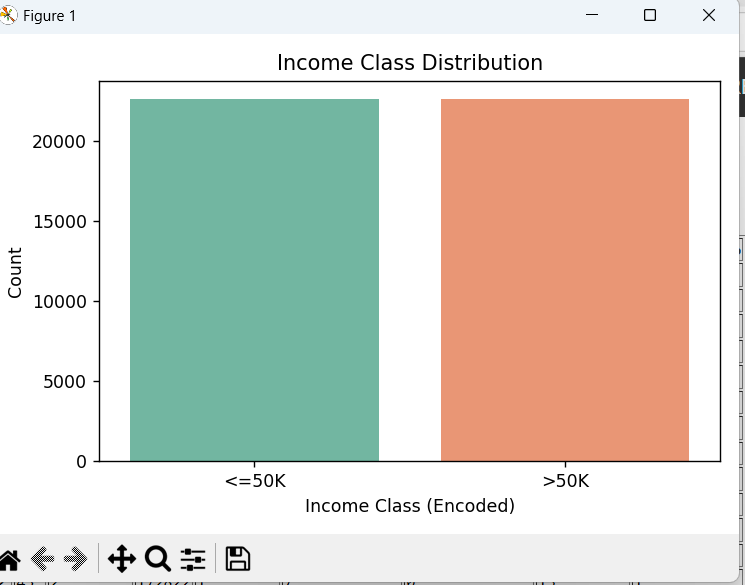 Figure 1
Income Class Distribution
20000
15000
10000
5000
0
Count
<=50K >50K
Income Class (Encoded)